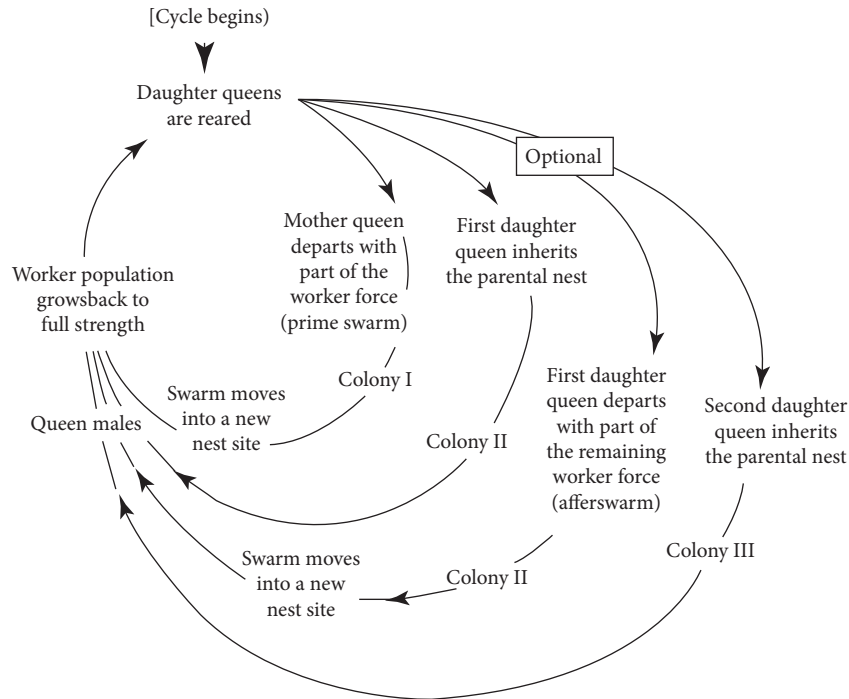 [Cycle begins)
Daughter queens
are reared
Optional
Mother queen
departs with
part of the
worker force
(prime swarm)
First daughter
queen inherits
the parental nest
Worker population
growsback to
full strength
Colony I
Swarm moves
into a new
nest site
Queen males
Colony II
First daughter
queen departs
with part of
the remaining
worker force
(afferswarm)
Second daughter
queen inherits
the parental nest
Colony III
Swarm moves
into a new
nest site
Colony II